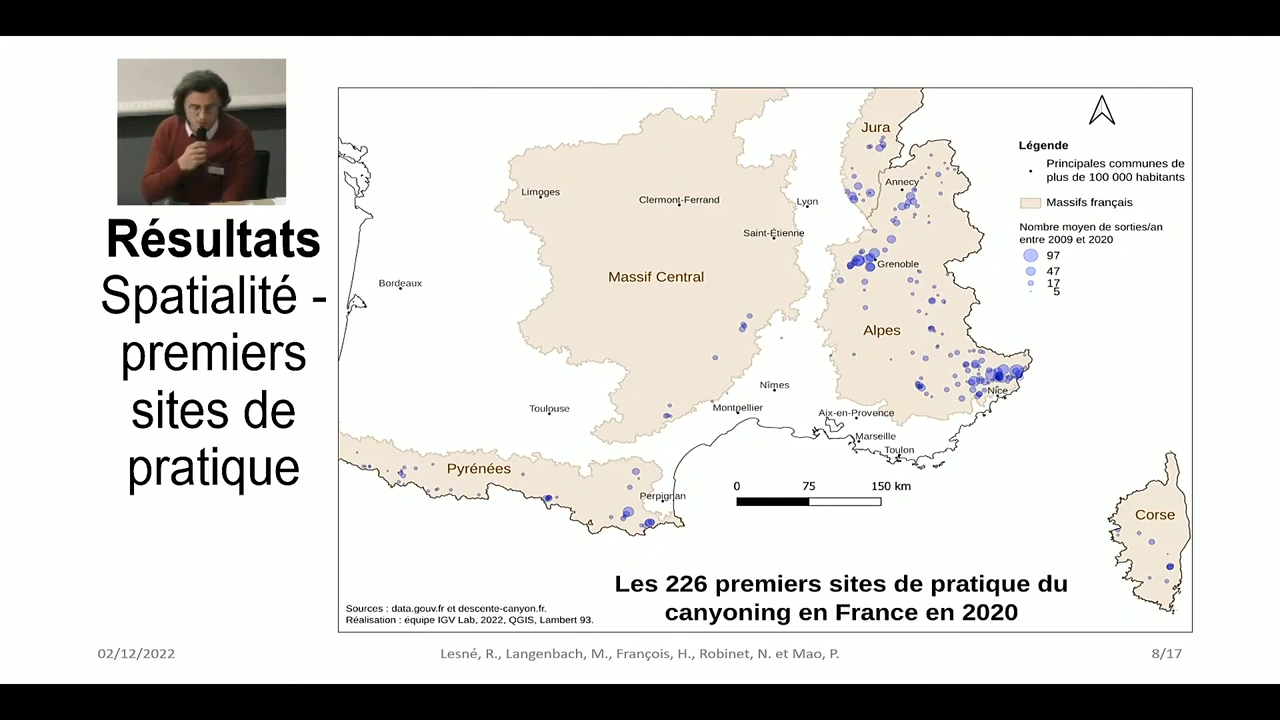 Résultats
Spatialité -
premiers
sites de
pratique
Jura
Légende
Principales communes de
plus de 100 000 habitants
Annecy
Limoges
Clermont-Ferrand
Lyon
Massifs français
Saint-Étienne
Nombre moyen de sorties/an
entre 2009 et 2020
97
47
17
5
Grenoble
Massif Central
Bordeaux
Alpes
Nîmes
Nice
Toulouse
Montpellier
Aix-en-Provence
Marseille
Toulon
Pyrénées
Perpignan
0 75 150 km
Corse
Les 226 premiers sites de pratique du
canyoning en France en 2020
Sources : data.gouv.fr et descente-canyon.fr.
Réalisation : équipe IGV Lab, 2022, QGIS, Lambert 93.
02/12/2022
Lesné, R., Langenbach, M., François, H., Robinet, N. et Mao, P.
8/17